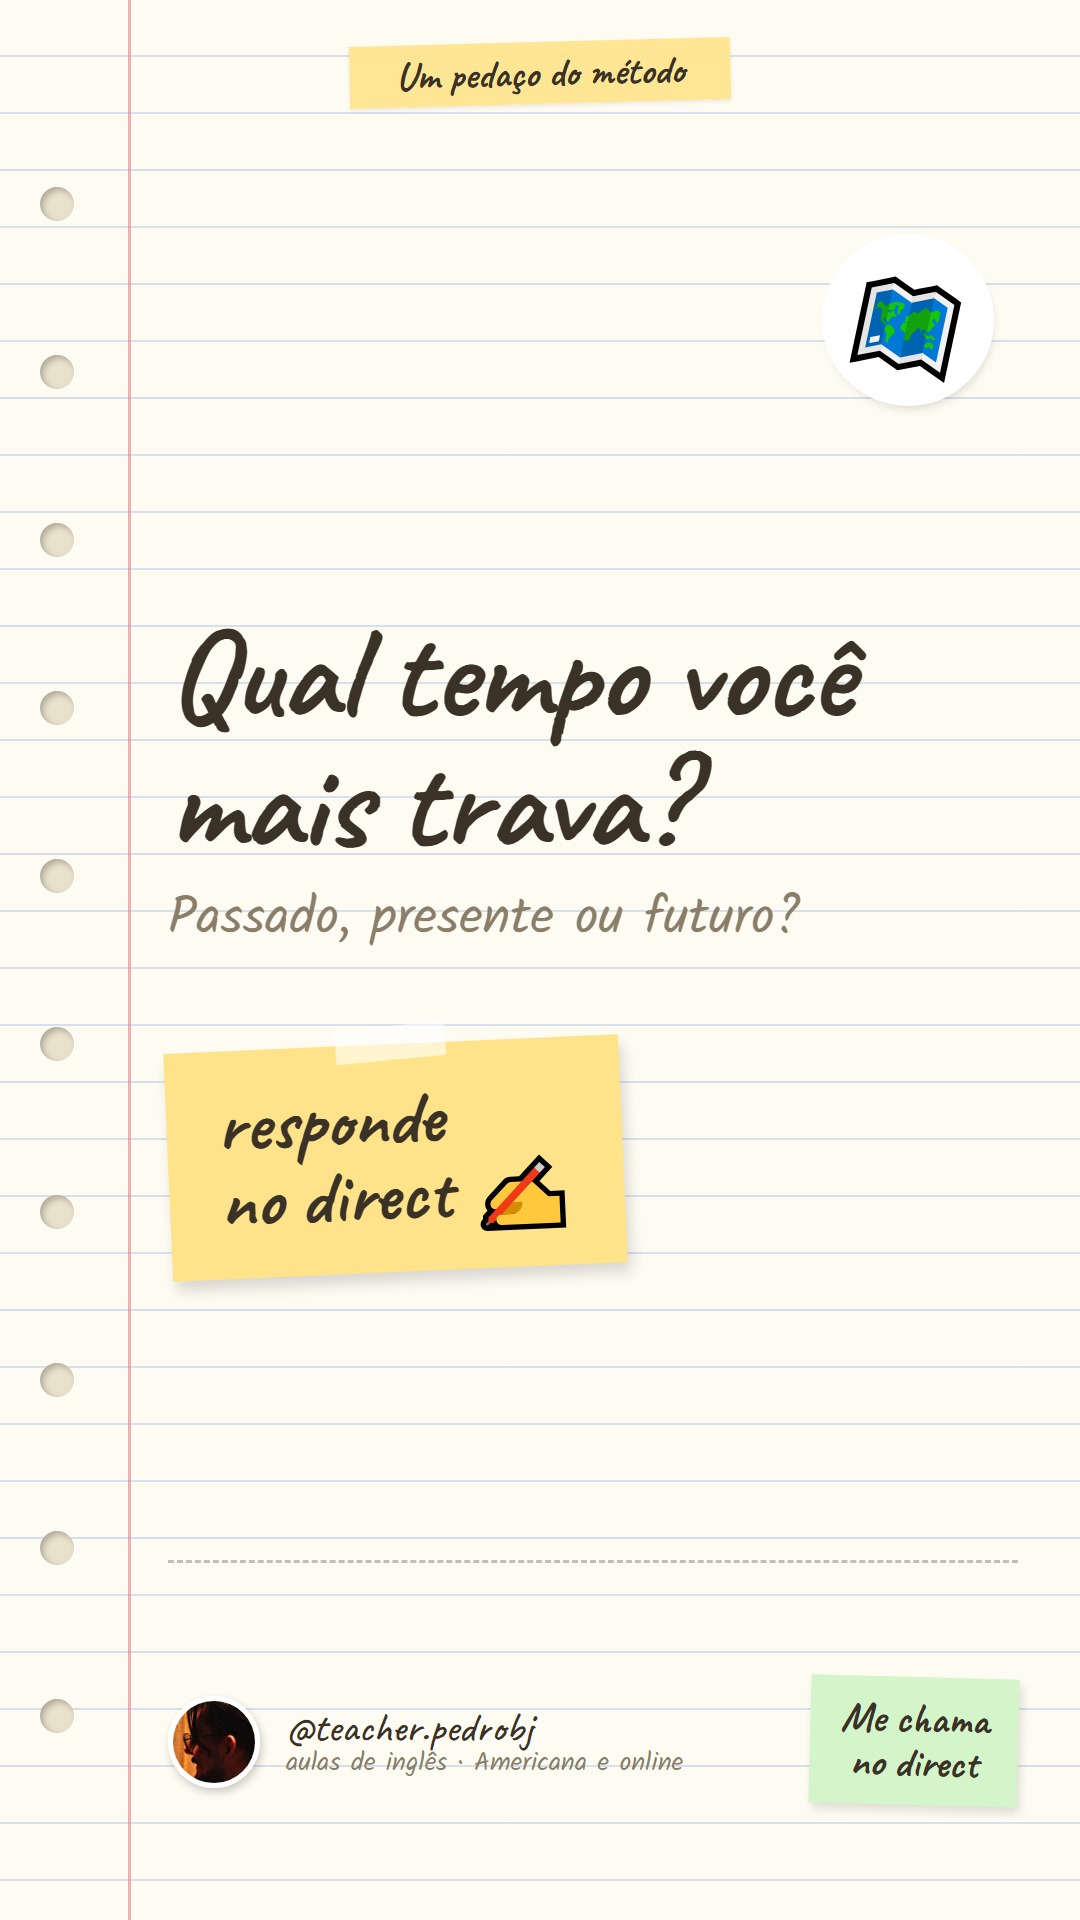 Um pedaço do método
Qual tempo você
mais trava?
Passado, presente ou futuro?
responde
no direct
@teacher.pedrobj
aulas de inglês · Americana e online
Me chama
no direct